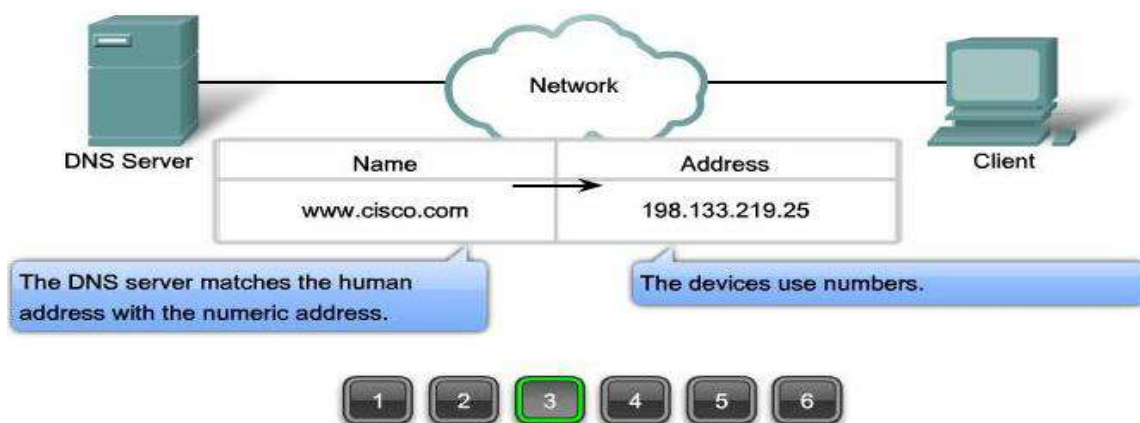 Network
DNS Server
Client
Name Address
www.cisco.com 198.133.219.25
The DNS server matches the human
address with the numeric address.
The devices use numbers.
1 2 3 4 5 6